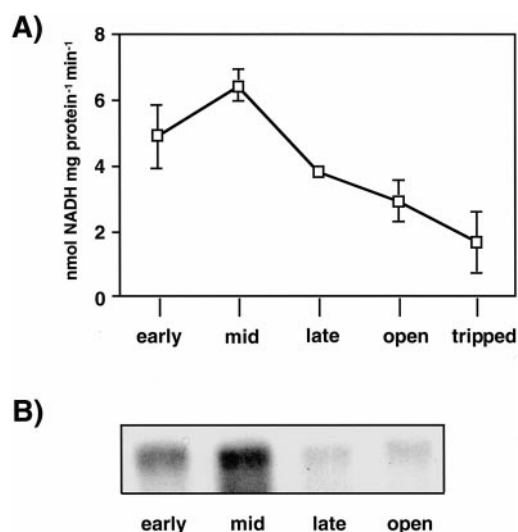 A)
nmol NADH mg protein⁻¹ min⁻¹
8
6
4
2
0
early mid late open tripped
B)
early mid late open